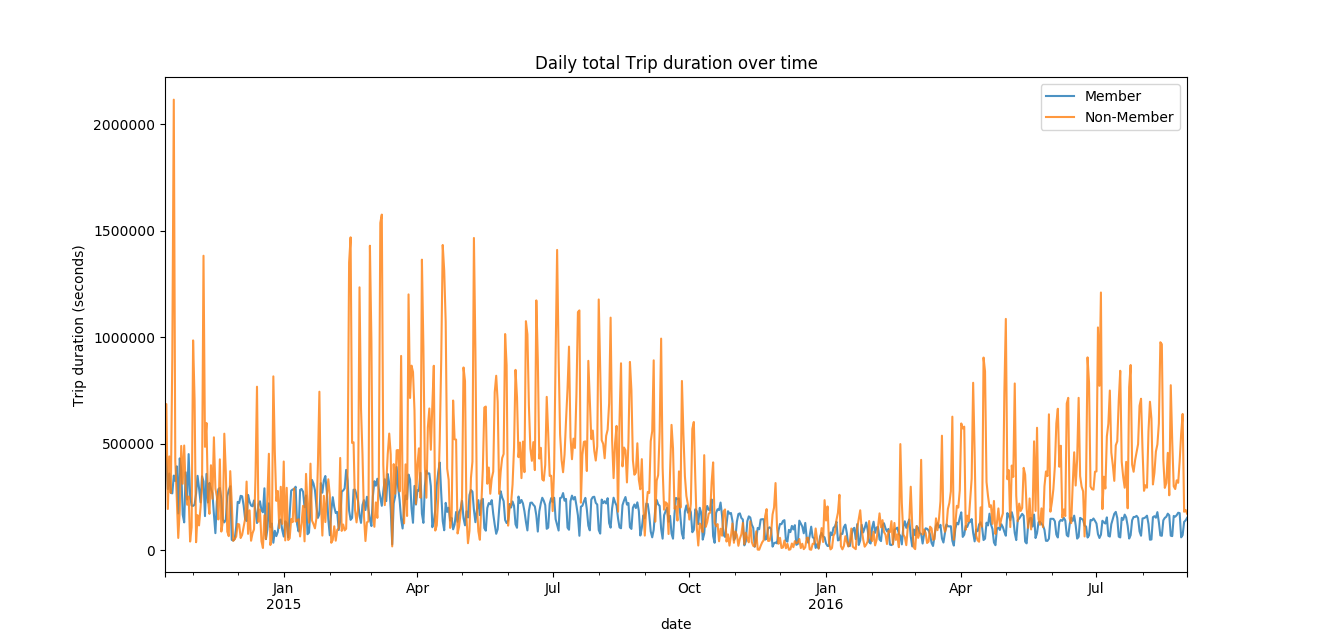 Daily total Trip duration over time
Member
Non-Member
Trip duration (seconds)
2000000
1500000
1000000
500000
0
Jan
2015
Apr
Jul
Oct
Jan
2016
Apr
Jul
date